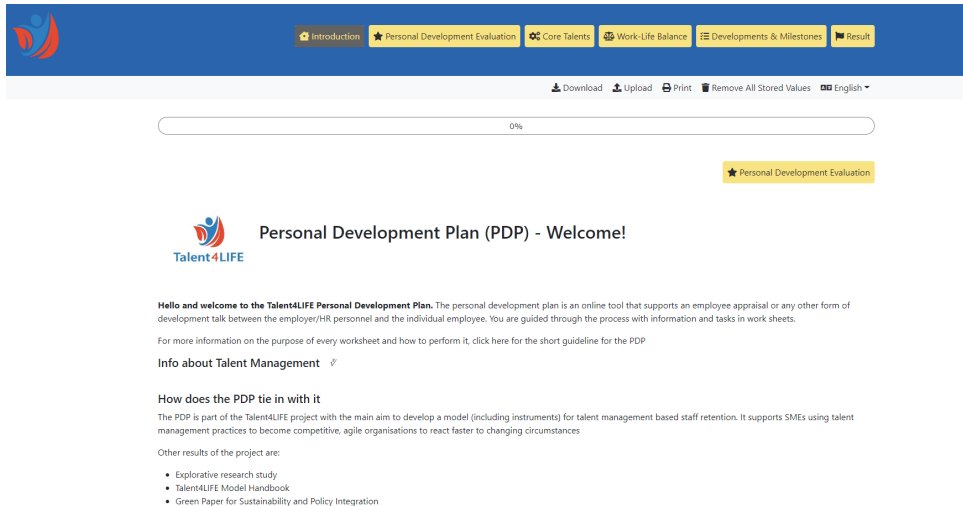 Introduction Personal Development Evaluation Core Talents Work-Life Balance Developments & Milestones Result
Download Upload Print Remove All Stored Values English
0%
Personal Development Evaluation
Personal Development Plan (PDP) - Welcome!
Talent4LIFE
Hello and welcome to the Talent4LIFE Personal Development Plan. The personal development plan is an online tool that supports an employee appraisal or any other form of
development talk between the employer/HR personnel and the individual employee. You are guided through the process with information and tasks in work sheets.
For more information on the purpose of every worksheet and how to perform it, click here for the short guideline for the PDP
Info about Talent Management
How does the PDP tie in with it
The PDP is part of the Talent4LIFE project with the main aim to develop a model (including instruments) for talent management based staff retention. It supports SMEs using talent
management practices to become competitive, agile organisations to react faster to changing circumstances
Other results of the project are:
• Explorative research study
• Talent4LIFE Model Handbook
• Green Paper for Sustainability and Policy Integration